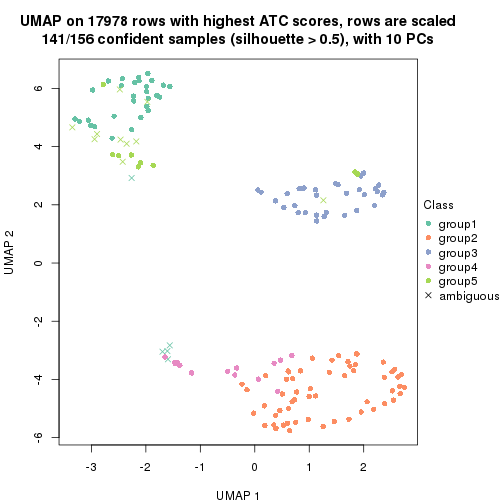 UMAP on 17978 rows with highest ATC scores, rows are scaled
141/156 confident samples (silhouette > 0.5), with 10 PCs
6
4
2
0
-2
-4
-6
UMAP 2
-3
-2
-1
0
1
2
UMAP 1
Class
group1
group2
group3
group4
group5
ambiguous